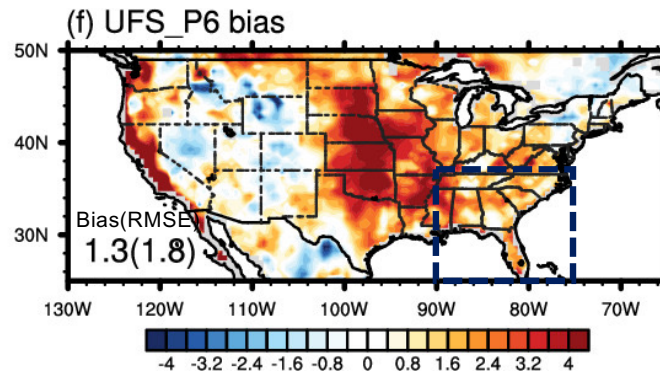 (f) UFS_P6 bias
50N
40N
30N
Bias(RMSE)
1.3(1.8)
130W 120W 110W 100W 90W 80W 70W
-4 -3.2 -2.4 -1.6 -0.8 0 0.8 1.6 2.4 3.2 4